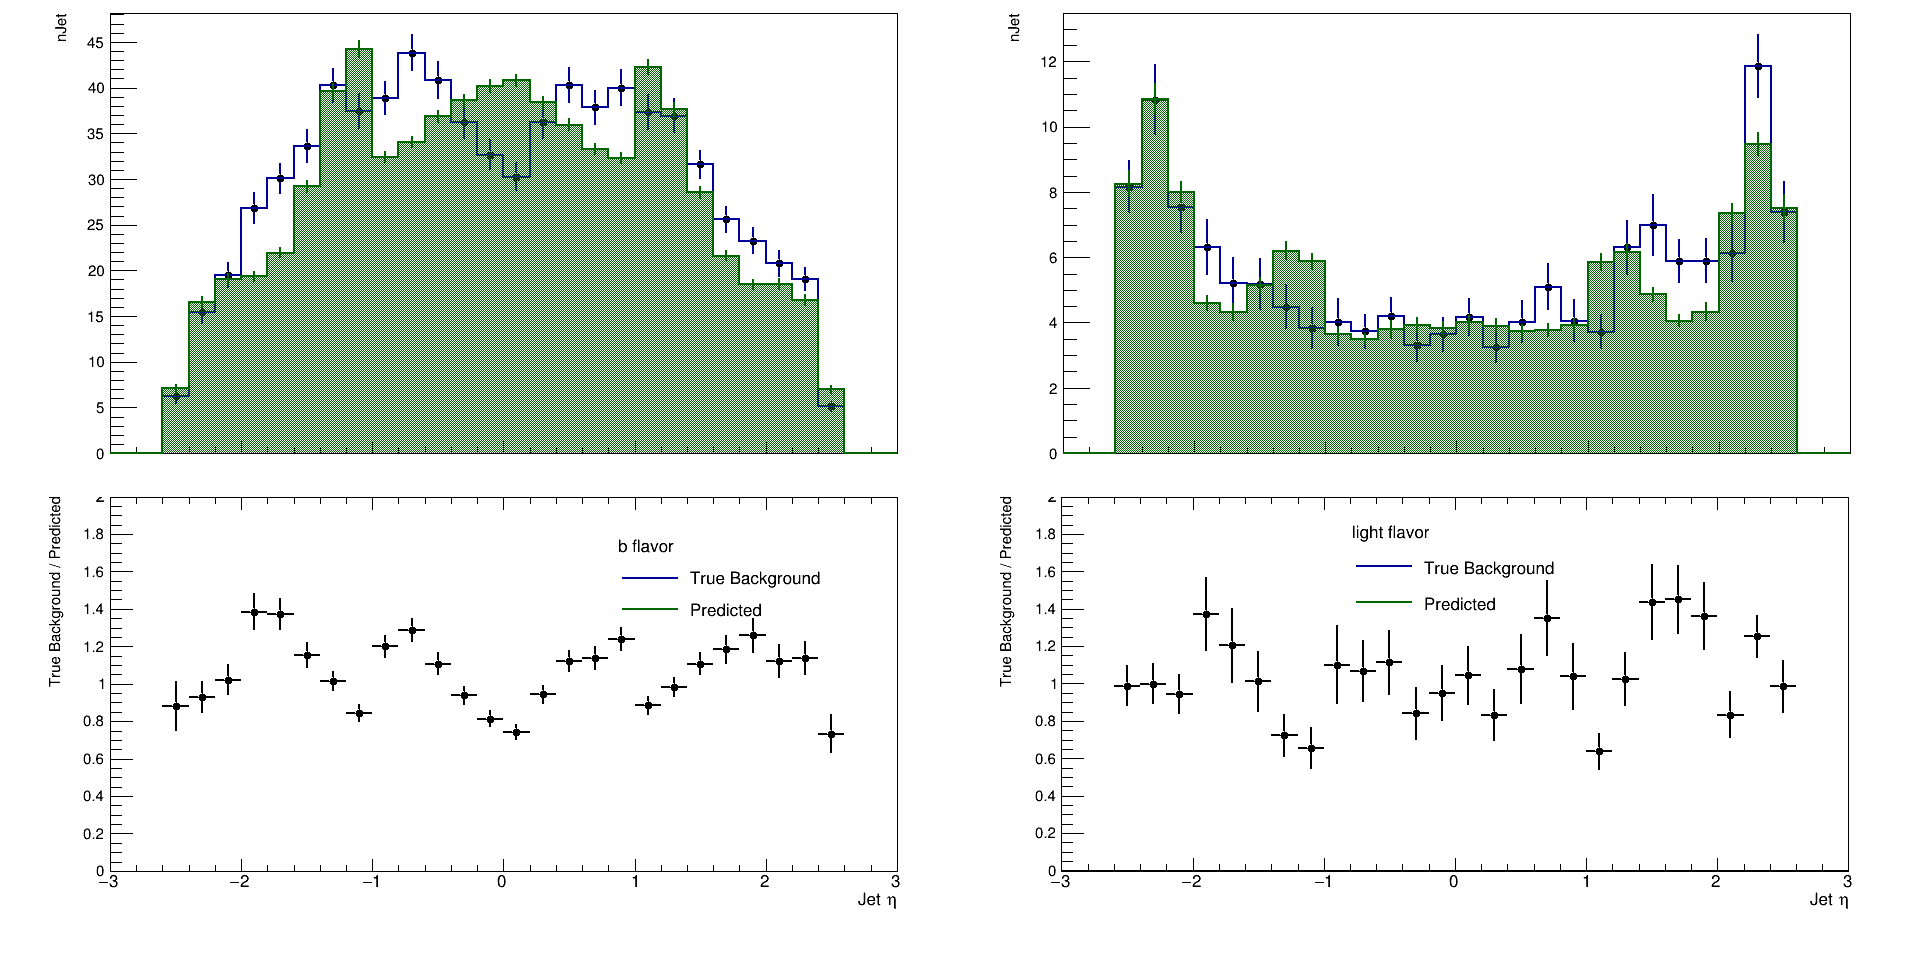 nJet
45
40
35
30
25
20
15
10
5
0
nJet
12
10
8
6
4
2
0
True Background / Predicted
2
1.8
1.6
1.4
1.2
1
0.8
0.6
0.4
0.2
0
b flavor
True Background
Predicted
−3 −2 −1 0 1 2 3
Jet η
True Background / Predicted
2
1.8
1.6
1.4
1.2
1
0.8
0.6
0.4
0.2
0
light flavor
True Background
Predicted
−3 −2 −1 0 1 2 3
Jet η